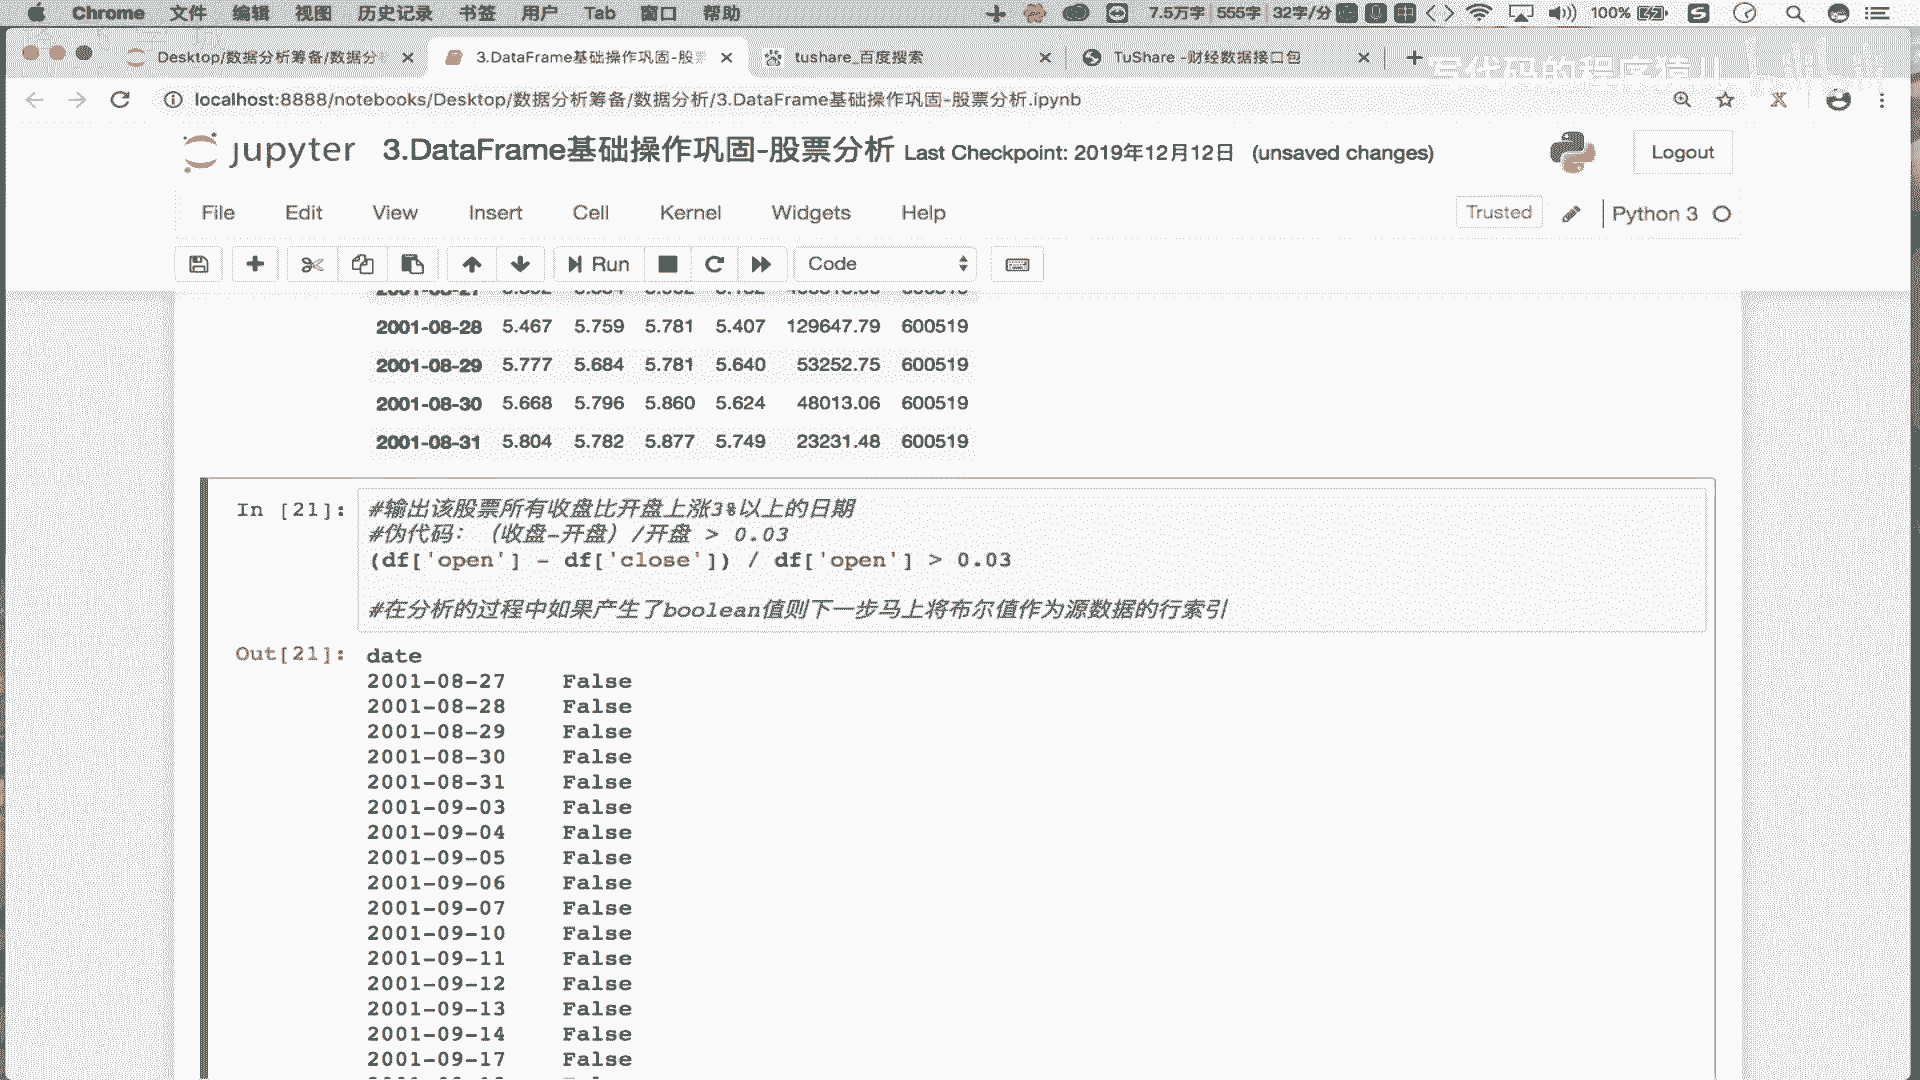 Chrome 文件 编辑 视图 历史记录 书签 用户 Tab 窗口 帮助 7.5万字 555字 32字/分 100%
Desktop/数据分析筹备/数据分析 3.DataFrame基础操作巩固-股票 tushare_百度搜索 TuShare -财经数据接口包
写代码的程序猿儿
localhost:8888/notebooks/Desktop/数据分析筹备/数据分析/3.DataFrame基础操作巩固-股票分析.ipynb
jupyter 3.DataFrame基础操作巩固-股票分析 Last Checkpoint: 2019年12月12日 (unsaved changes) Logout
File Edit View Insert Cell Kernel Widgets Help Trusted Python 3
Run Code
2001-08-28 5.467 5.759 5.781 5.407 129647.79 600519
2001-08-29 5.777 5.684 5.781 5.640 53252.75 600519
2001-08-30 5.668 5.796 5.860 5.624 48013.06 600519
2001-08-31 5.804 5.782 5.877 5.749 23231.48 600519
In [21]: #输出该股票所有收盘比开盘上涨3%以上的日期
#伪代码：（收盘-开盘）/开盘 > 0.03
(df['open'] - df['close']) / df['open'] > 0.03
#在分析的过程中如果产生了boolean值则下一步马上将布尔值作为源数据的行索引
Out[21]: date
2001-08-27 False
2001-08-28 False
2001-08-29 False
2001-08-30 False
2001-08-31 False
2001-09-03 False
2001-09-04 False
2001-09-05 False
2001-09-06 False
2001-09-07 False
2001-09-10 False
2001-09-11 False
2001-09-12 False
2001-09-13 False
2001-09-14 False
2001-09-17 False